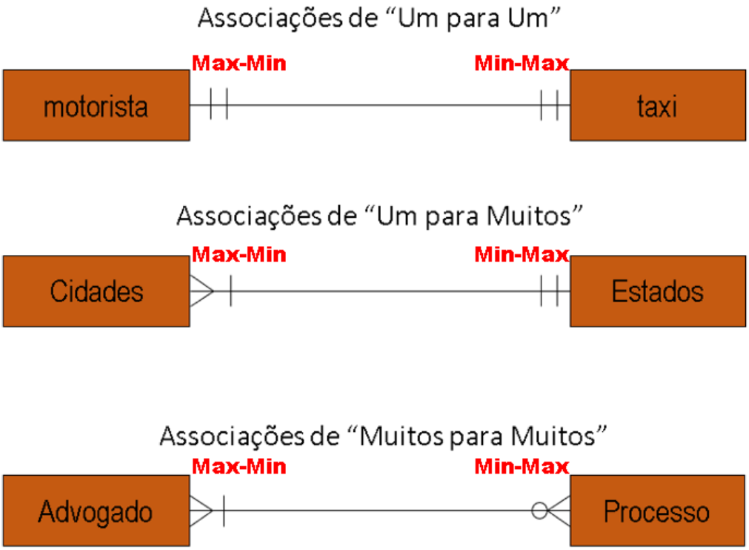 Associações de “Um para Um”
Max-Min Min-Max
motorista taxi
Associações de “Um para Muitos”
Max-Min Min-Max
Cidades Estados
Associações de “Muitos para Muitos”
Max-Min Min-Max
Advogado Processo